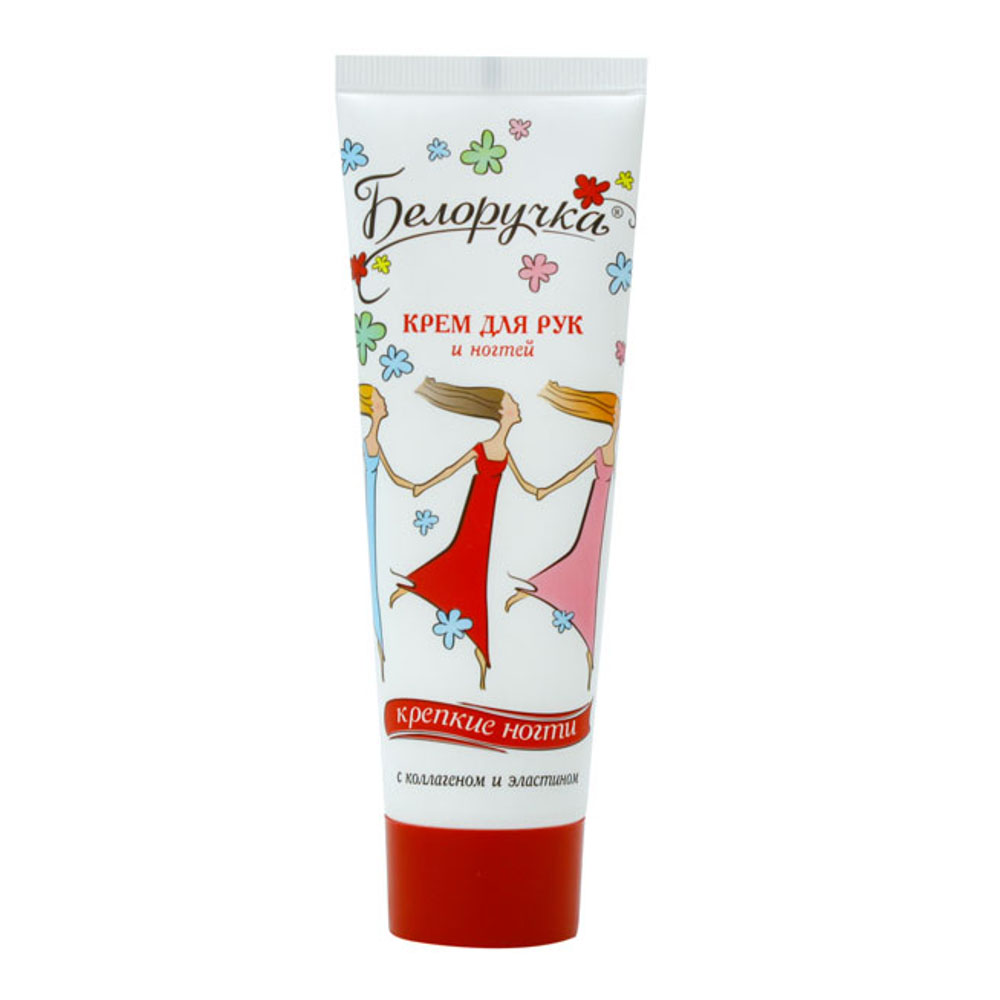 Белоручка®
КРЕМ ДЛЯ РУК
и ногтей
крепкие ногти
с коллагеном и эластином